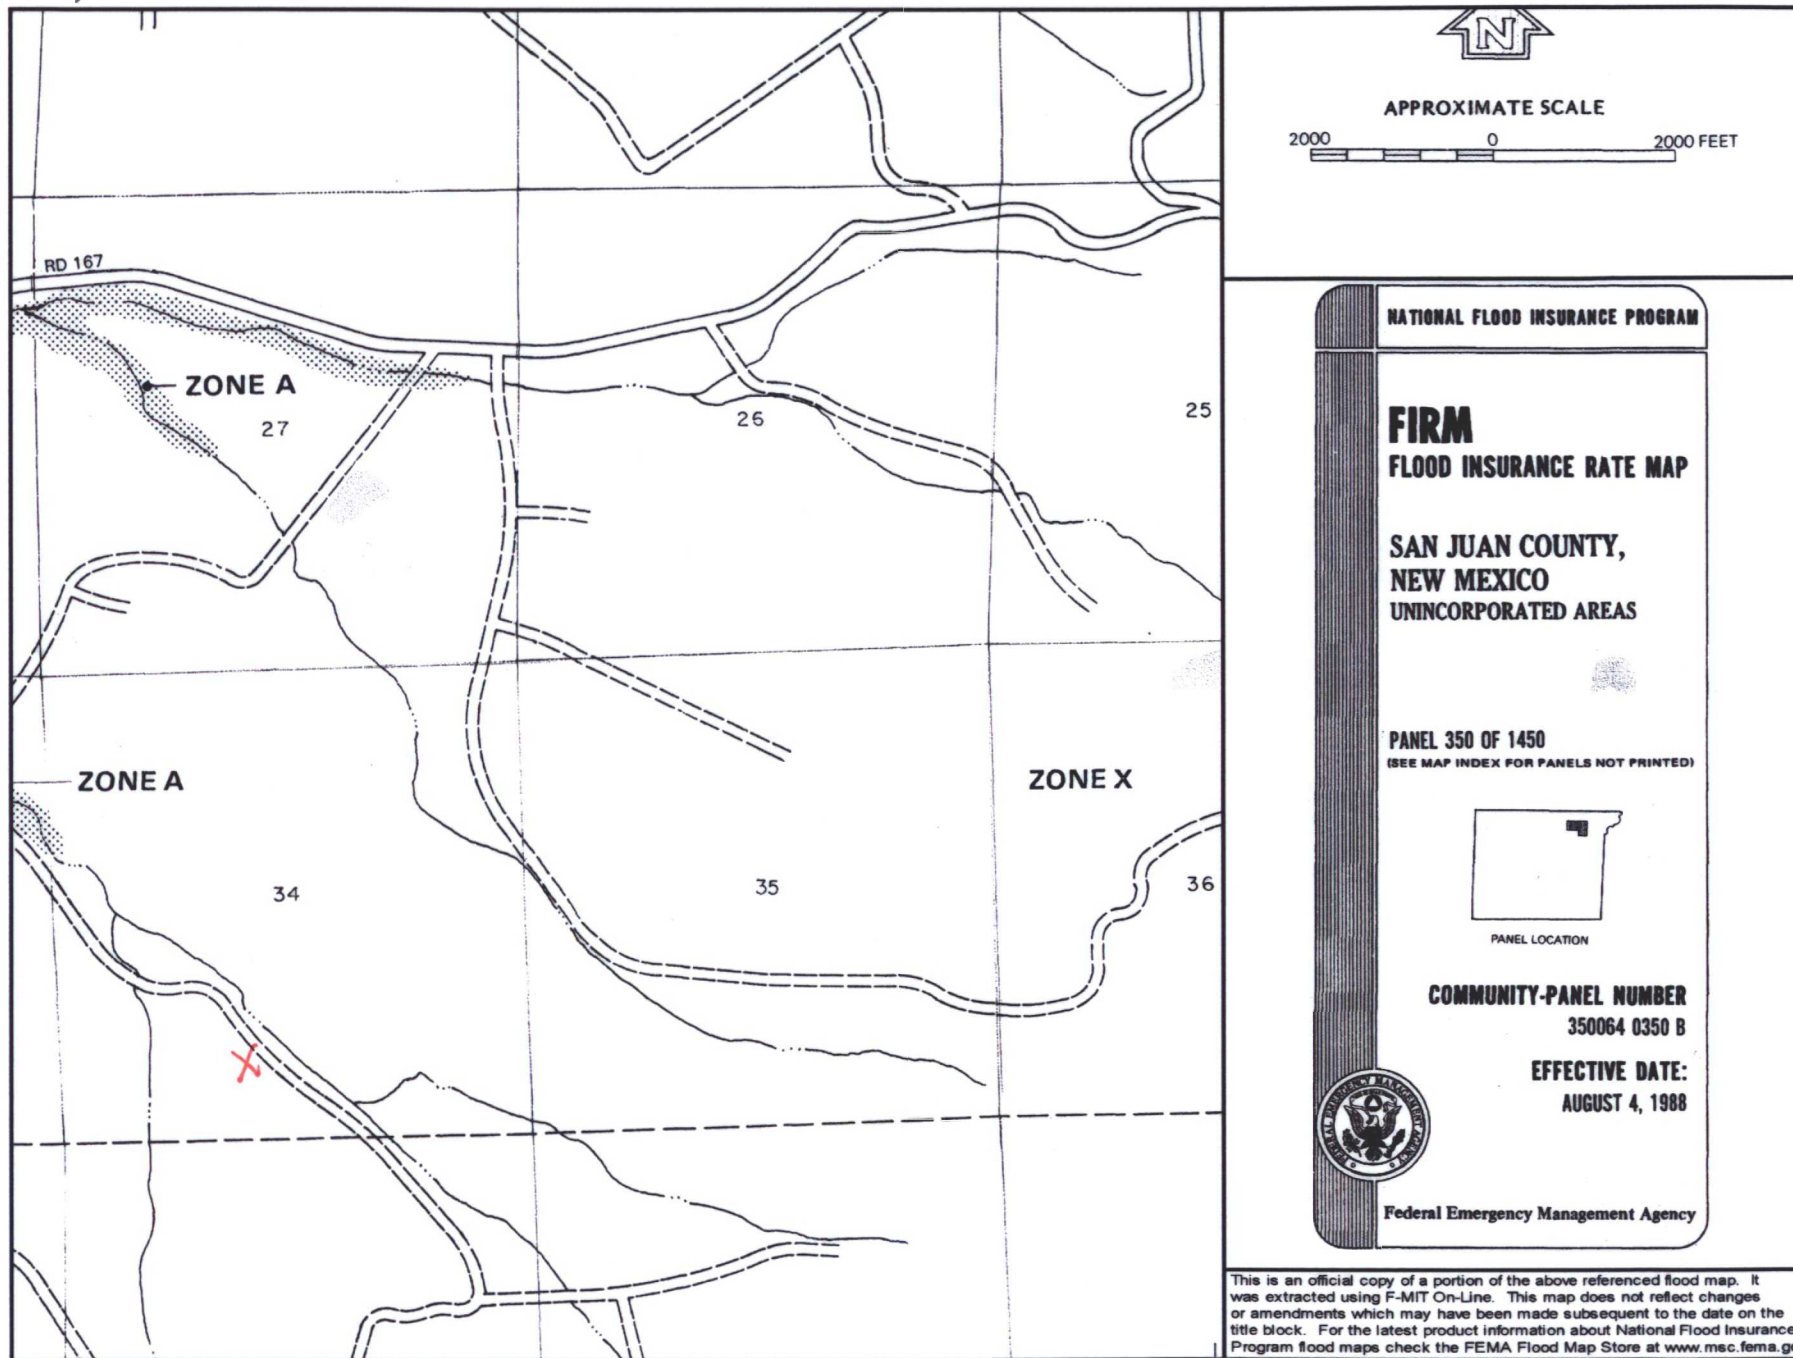 RD 167
ZONE A
27
26
25
ZONE A
ZONE X
34
35
36
X
N
APPROXIMATE SCALE
2000 0 2000 FEET
NATIONAL FLOOD INSURANCE PROGRAM
FIRM
FLOOD INSURANCE RATE MAP
SAN JUAN COUNTY,
NEW MEXICO
UNINCORPORATED AREAS
PANEL 350 OF 1450
(SEE MAP INDEX FOR PANELS NOT PRINTED)
PANEL LOCATION
COMMUNITY-PANEL NUMBER
350064 0350 B
EFFECTIVE DATE:
AUGUST 4, 1988
FEDERAL EMERGENCY MANAGEMENT AGENCY
Federal Emergency Management Agency
This is an official copy of a portion of the above referenced flood map. It
was extracted using F-MIT On-Line. This map does not reflect changes
or amendments which may have been made subsequent to the date on the
title block. For the latest product information about National Flood Insurance
Program flood maps check the FEMA Flood Map Store at www.msc.fema.go